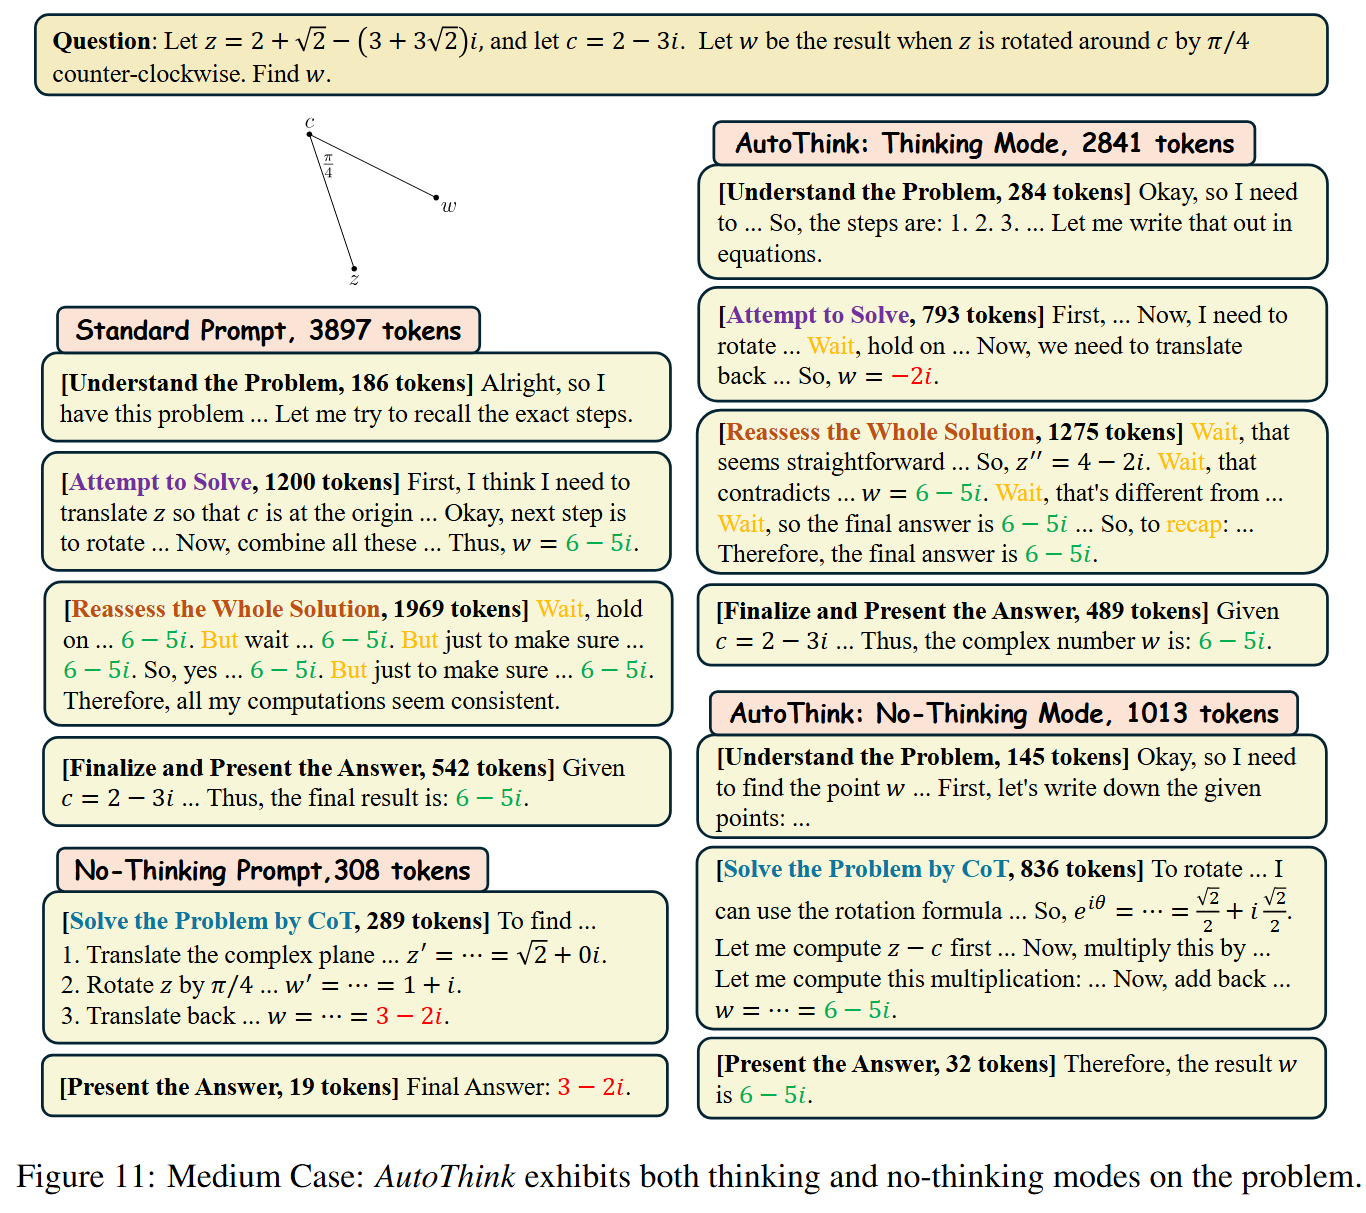 Question: Let z = 2 + √2 − (3 + 3√2)i, and let c = 2 − 3i. Let w be the result when z is rotated around c by π/4
counter-clockwise. Find w.
c
π/4
w
z
Standard Prompt, 3897 tokens
[Understand the Problem, 186 tokens] Alright, so I
have this problem ... Let me try to recall the exact steps.
[Attempt to Solve, 1200 tokens] First, I think I need to
translate z so that c is at the origin ... Okay, next step is
to rotate ... Now, combine all these ... Thus, w = 6 − 5i.
[Reassess the Whole Solution, 1969 tokens] Wait, hold
on ... 6 − 5i. But wait ... 6 − 5i. But just to make sure ...
6 − 5i. So, yes ... 6 − 5i. But just to make sure ... 6 − 5i.
Therefore, all my computations seem consistent.
[Finalize and Present the Answer, 542 tokens] Given
c = 2 − 3i ... Thus, the final result is: 6 − 5i.
No-Thinking Prompt,308 tokens
[Solve the Problem by CoT, 289 tokens] To find ...
1. Translate the complex plane ... z′ = ⋯ = √2 + 0i.
2. Rotate z by π/4 ... w′ = ⋯ = 1 + i.
3. Translate back ... w = ⋯ = 3 − 2i.
[Present the Answer, 19 tokens] Final Answer: 3 − 2i.
AutoThink: Thinking Mode, 2841 tokens
[Understand the Problem, 284 tokens] Okay, so I need
to ... So, the steps are: 1. 2. 3. ... Let me write that out in
equations.
[Attempt to Solve, 793 tokens] First, ... Now, I need to
rotate ... Wait, hold on ... Now, we need to translate
back ... So, w = −2i.
[Reassess the Whole Solution, 1275 tokens] Wait, that
seems straightforward ... So, z′′ = 4 − 2i. Wait, that
contradicts ... w = 6 − 5i. Wait, that's different from ...
Wait, so the final answer is 6 − 5i ... So, to recap: ...
Therefore, the final answer is 6 − 5i.
[Finalize and Present the Answer, 489 tokens] Given
c = 2 − 3i ... Thus, the complex number w is: 6 − 5i.
AutoThink: No-Thinking Mode, 1013 tokens
[Understand the Problem, 145 tokens] Okay, so I need
to find the point w ... First, let's write down the given
points: ...
[Solve the Problem by CoT, 836 tokens] To rotate ... I
can use the rotation formula ... So, e^{iθ} = ⋯ = √2/2 + i √2/2.
Let me compute z − c first ... Now, multiply this by ...
Let me compute this multiplication: ... Now, add back ...
w = ⋯ = 6 − 5i.
[Present the Answer, 32 tokens] Therefore, the result w
is 6 − 5i.
Figure 11: Medium Case: AutoThink exhibits both thinking and no-thinking modes on the problem.